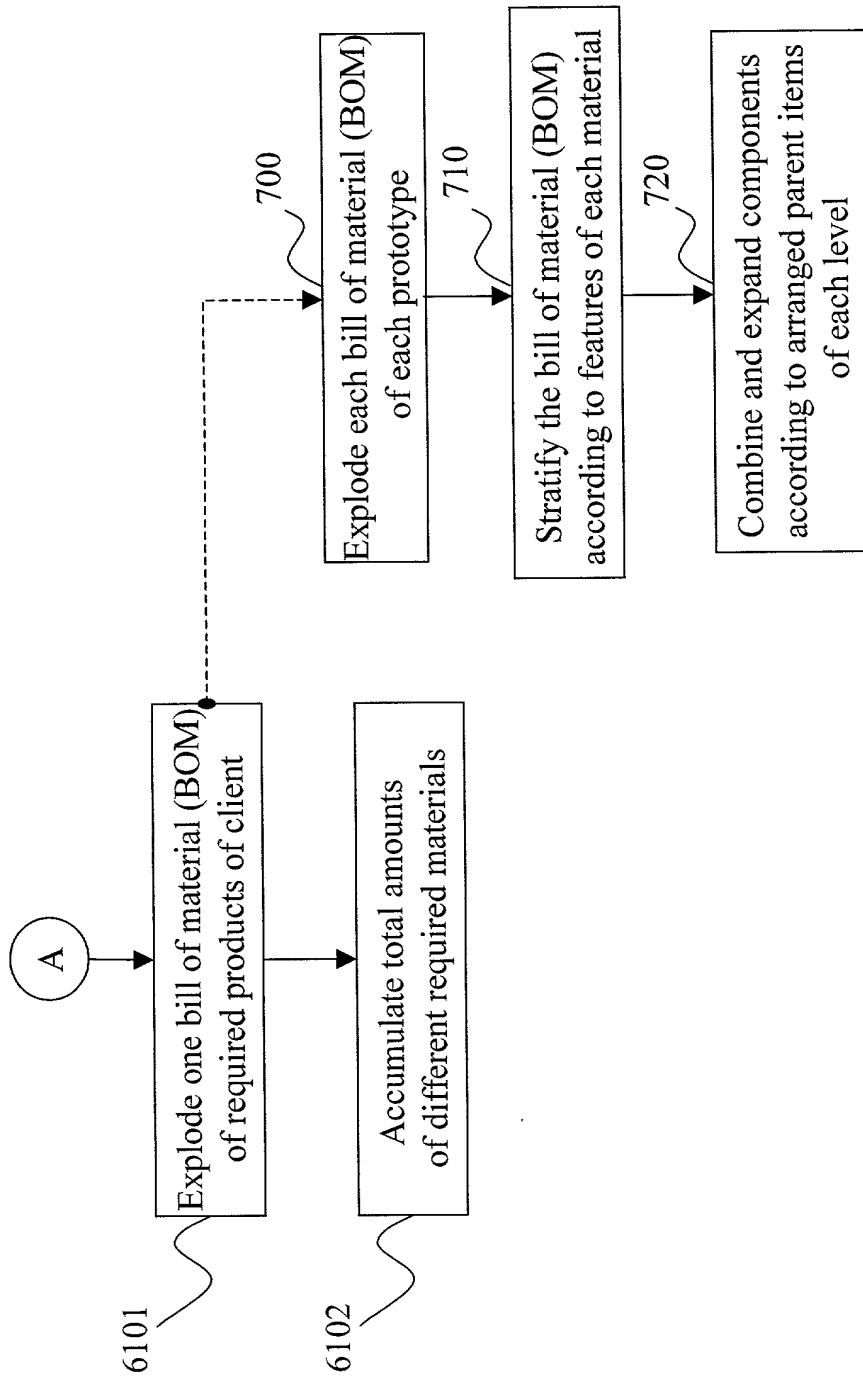 A
6101
Explode one bill of material (BOM)
of required products of client
6102
Accumulate total amounts
of different required materials
700
Explode each bill of material (BOM)
of each prototype
710
Stratify the bill of material (BOM)
according to features of each material
720
Combine and expand components
according to arranged parent items
of each level